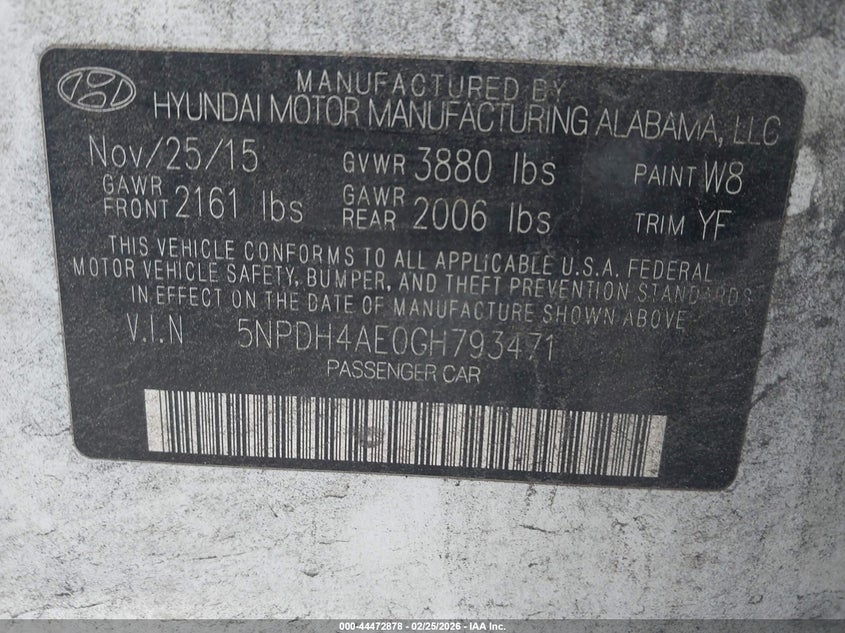 MANUFACTURED BY
HYUNDAI MOTOR MANUFACTURING ALABAMA, LLC
Nov/25/15 GVWR 3880 lbs PAINT W8
GAWR FRONT 2161 lbs GAWR REAR 2006 lbs TRIM YF
THIS VEHICLE CONFORMS TO ALL APPLICABLE U.S.A. FEDERAL
MOTOR VEHICLE SAFETY, BUMPER, AND THEFT PREVENTION STANDARDS
IN EFFECT ON THE DATE OF MANUFACTURE SHOWN ABOVE
V.I.N 5NPDH4AE0GH793471
PASSENGER CAR
000-44472878 - 02/25/2026 - IAA Inc.